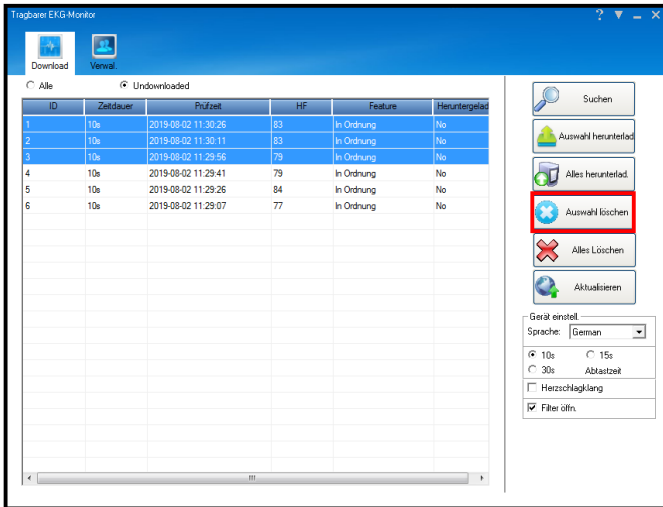 Tragbarer EKG-Monitor
Download Verwal.
Alle Undownloaded
ID Zeitdauer Prüfzeit HF Feature Heruntergelad
1 10s 2019-08-02 11:30:26 83 In Ordnung No
2 10s 2019-08-02 11:30:11 83 In Ordnung No
3 10s 2019-08-02 11:29:56 79 In Ordnung No
4 10s 2019-08-02 11:29:41 79 In Ordnung No
5 10s 2019-08-02 11:29:26 84 In Ordnung No
6 10s 2019-08-02 11:29:07 77 In Ordnung No
Suchen
Auswahl herunterlad
Alles herunterlad.
Auswahl löschen
Alles Löschen
Aktualisieren
Gerät einstell.
Sprache: German
10s 15s
30s Abtastzeit
Herzschlagklang
Filter öffn.